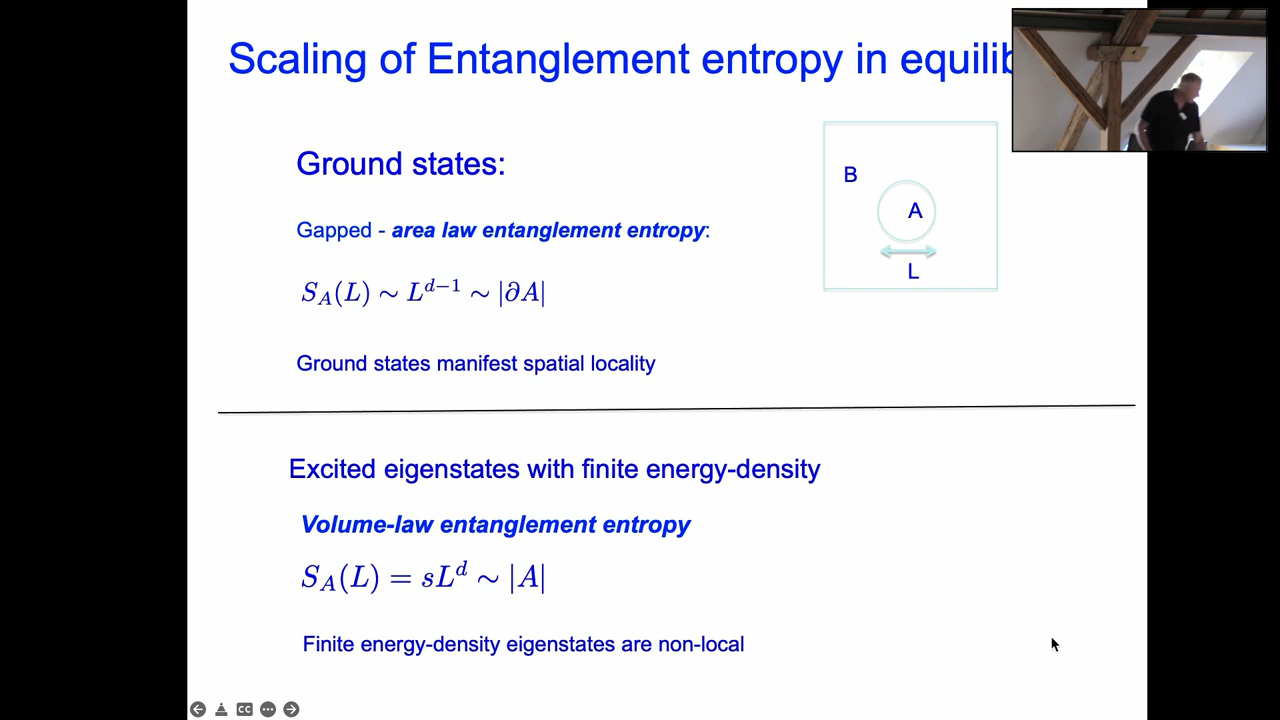 Scaling of Entanglement entropy in equilib
Ground states:
B
A
L
Gapped - area law entanglement entropy:
S_A(L) ∼ L^{d−1} ∼ |∂A|
Ground states manifest spatial locality
Excited eigenstates with finite energy-density
Volume-law entanglement entropy
S_A(L) = sL^d ∼ |A|
Finite energy-density eigenstates are non-local
CC